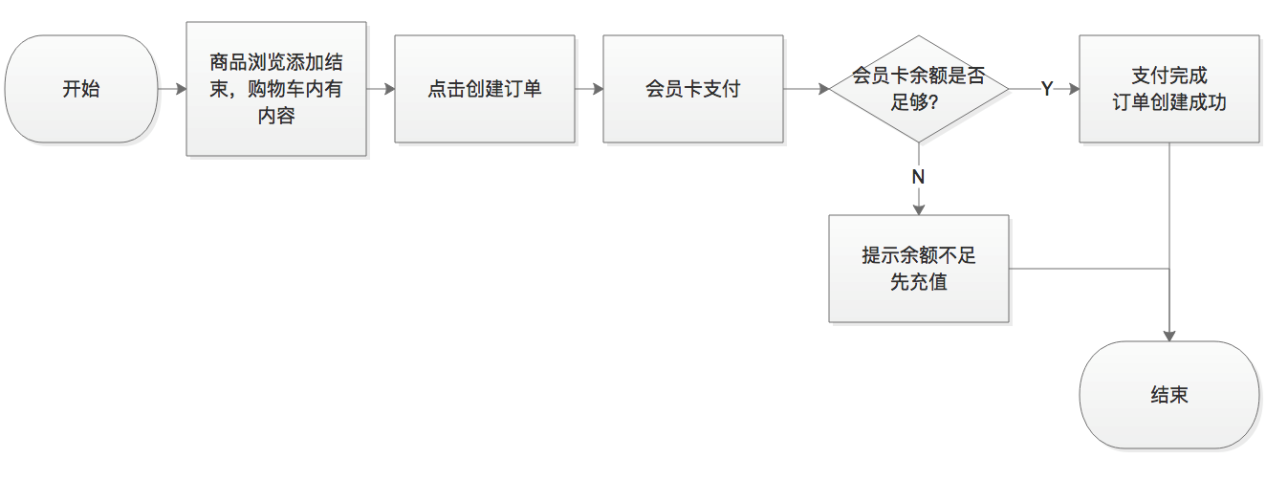 开始
商品浏览添加结
束，购物车内有
内容
点击创建订单
会员卡支付
会员卡余额是否
足够?
Y
支付完成
订单创建成功
N
提示余额不足
先充值
结束